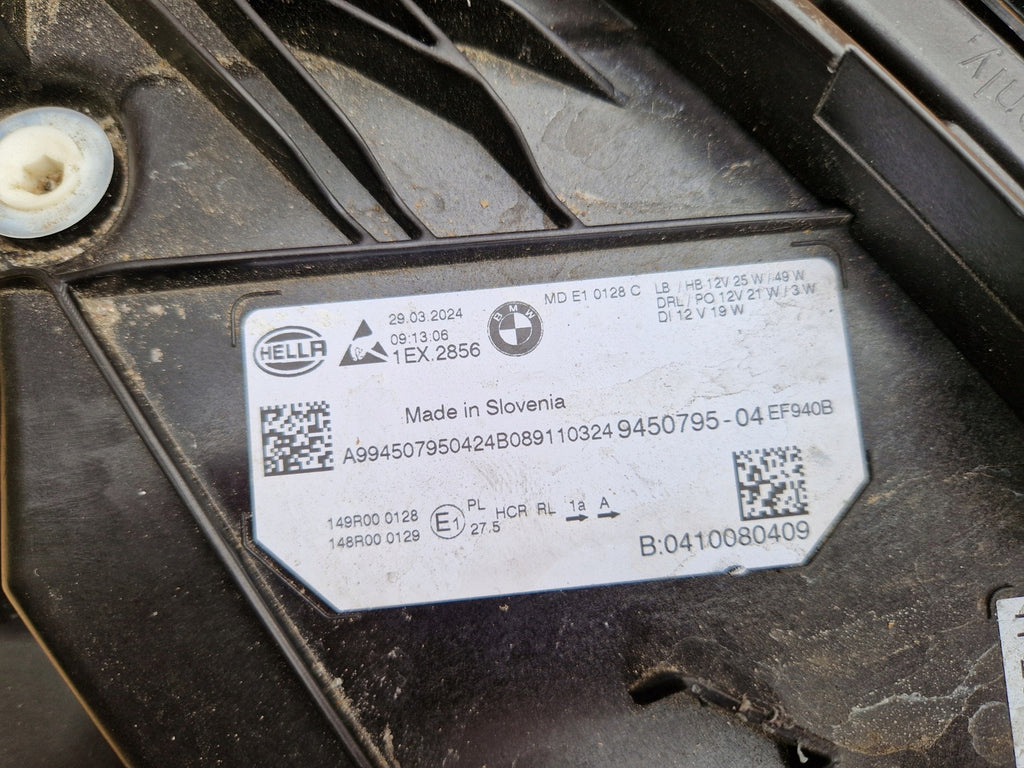 HELLA
29.03.2024
09:13:06
1EX.2856
BMW
MD E1 0128 C
LB / HB 12V 25 W / 49 W
DRL / PO 12V 21 W / 3 W
DI 12 V 19 W
Made in Slovenia
A994507950424B0891103249450795-04 EF940B
149R00 0128
148R00 0129
E1
PL
27.5
HCR RL 1a A
B:0410080409